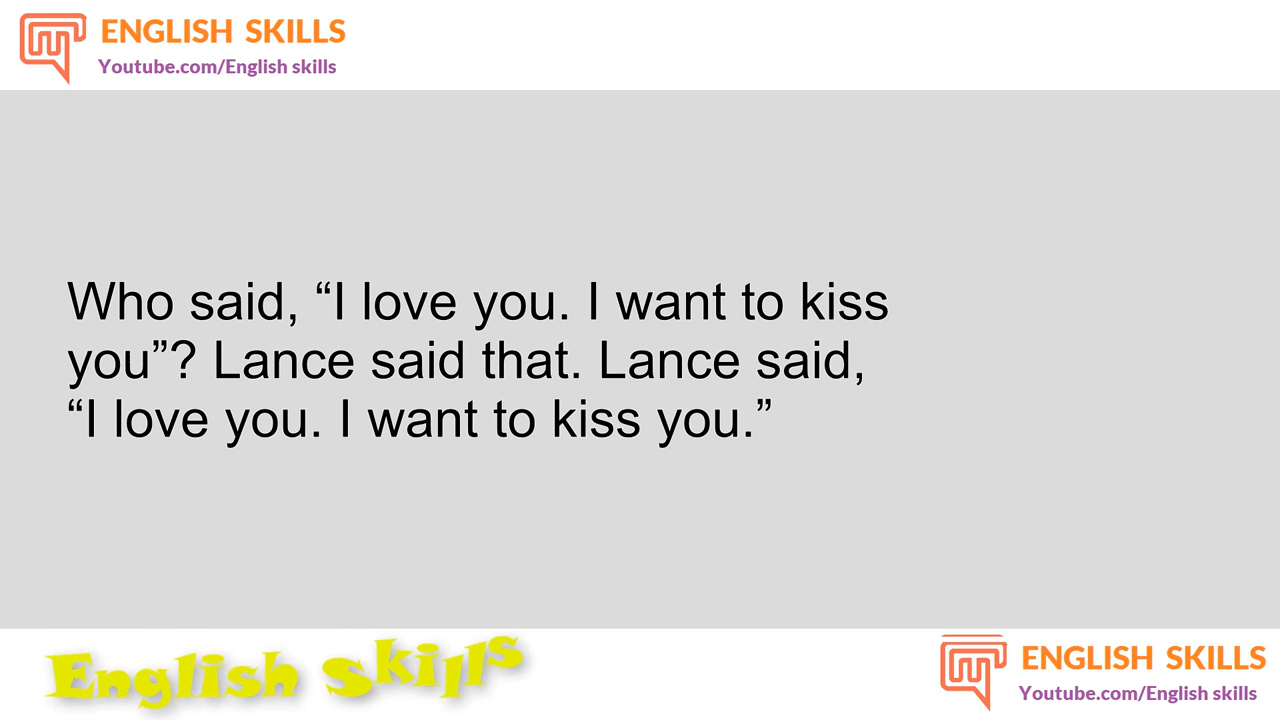 ENGLISH SKILLS
Youtube.com/English skills
Who said, “I love you. I want to kiss
you”? Lance said that. Lance said,
“I love you. I want to kiss you.”
English Skills
ENGLISH SKILLS
Youtube.com/English skills